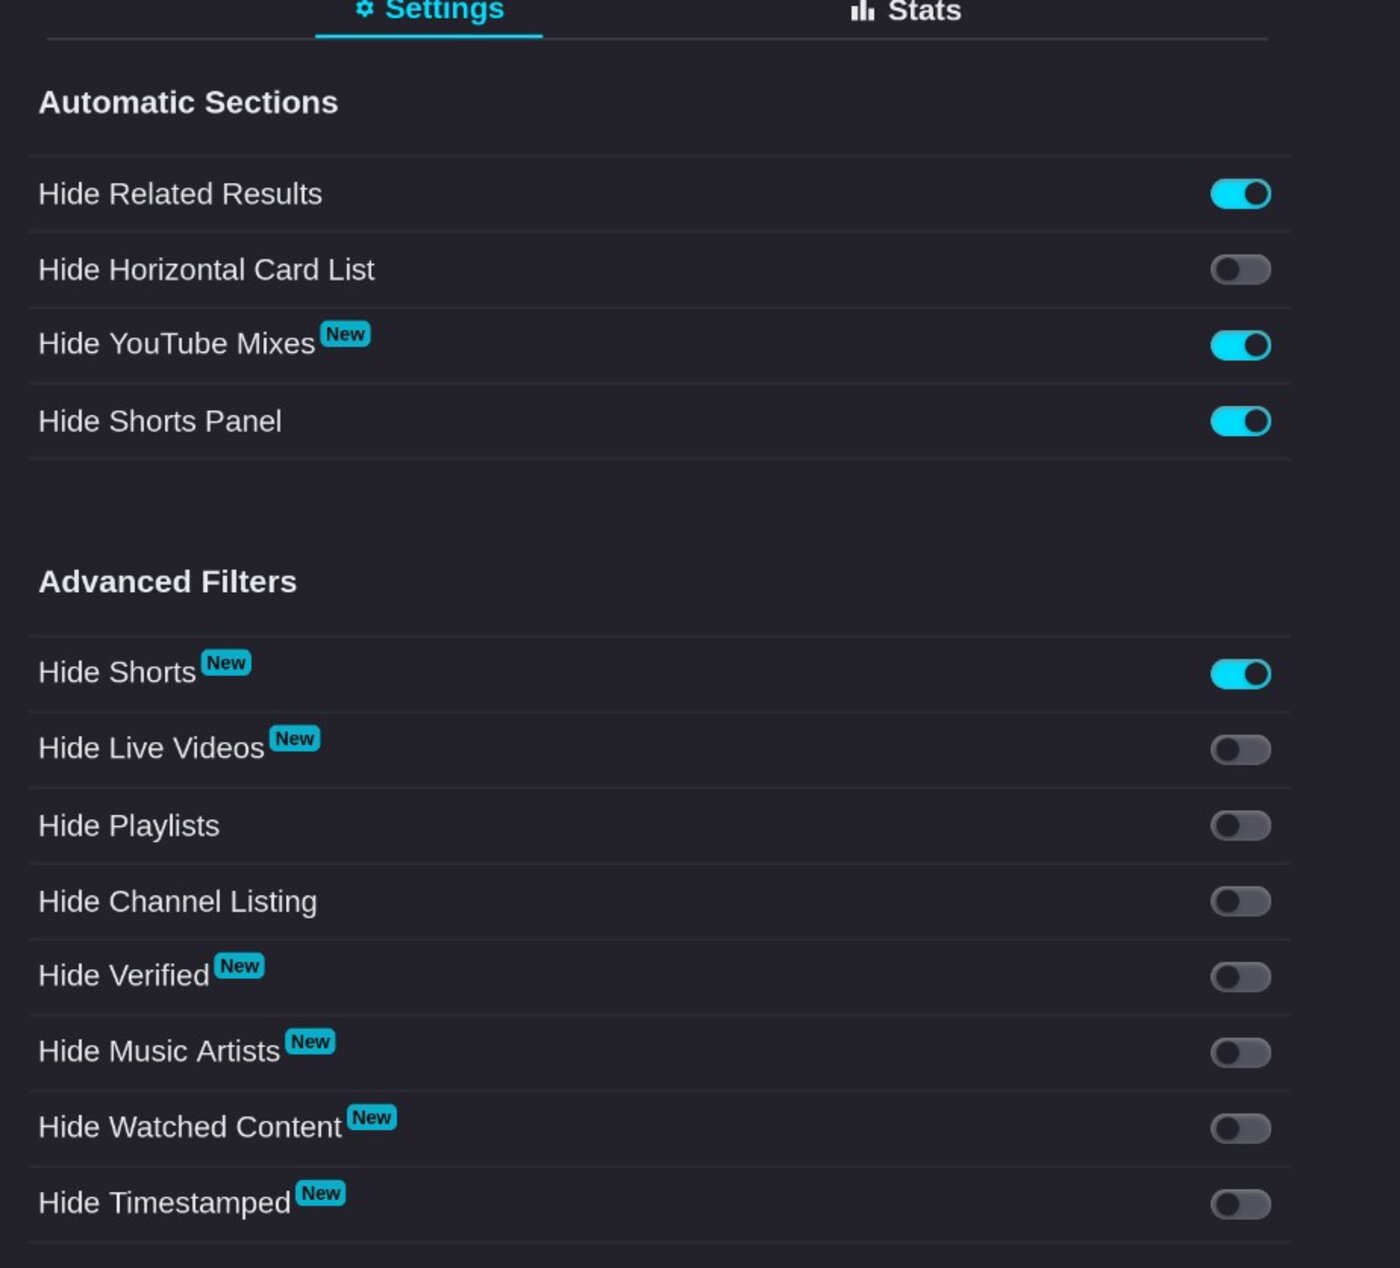 Settings
Stats
Automatic Sections
Hide Related Results
Hide Horizontal Card List
Hide YouTube Mixes New
Hide Shorts Panel
Advanced Filters
Hide Shorts New
Hide Live Videos New
Hide Playlists
Hide Channel Listing
Hide Verified New
Hide Music Artists New
Hide Watched Content New
Hide Timestamped New